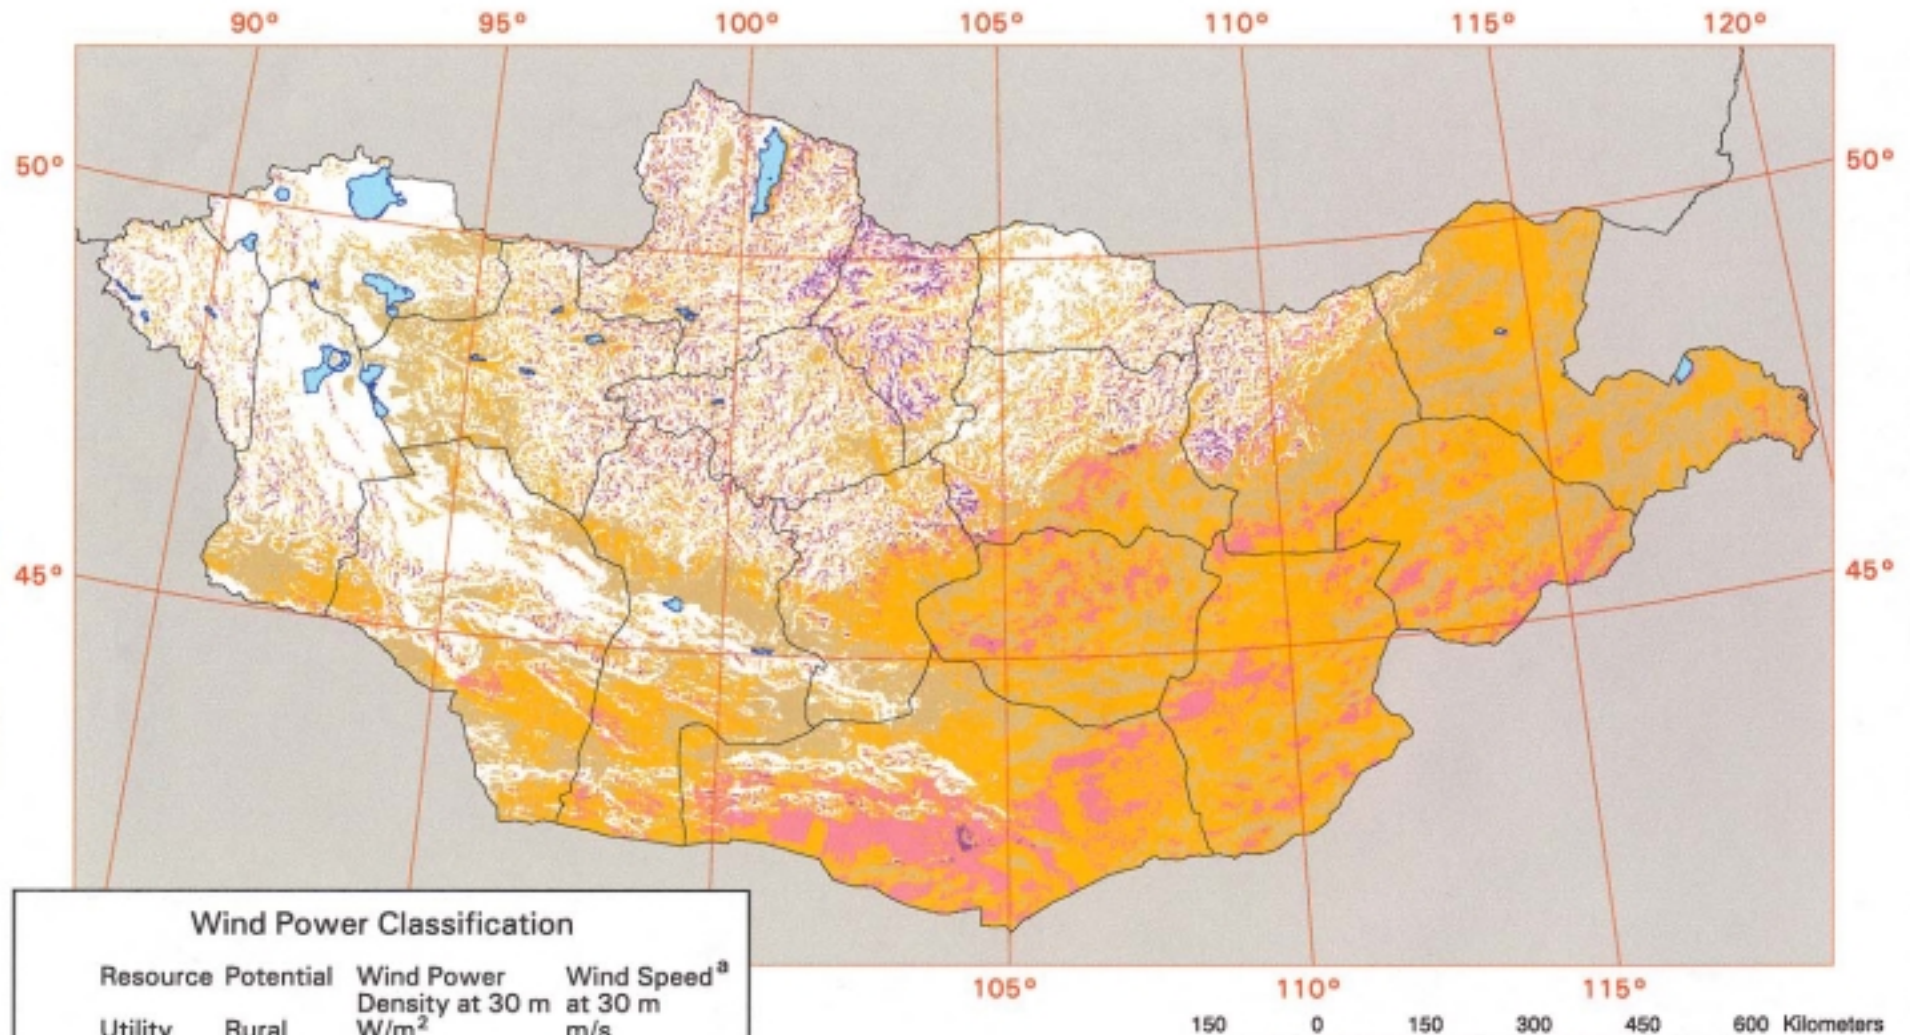 90° 95° 100° 105° 110° 115° 120°
50° 50°
45° 45°
Wind Power Classification
Resource Potential Wind Power Wind Speed a
Density at 30 m at 30 m
Utility Rural W/m² m/s
105° 110° 115°
150 0 150 300 450 600 Kilometers